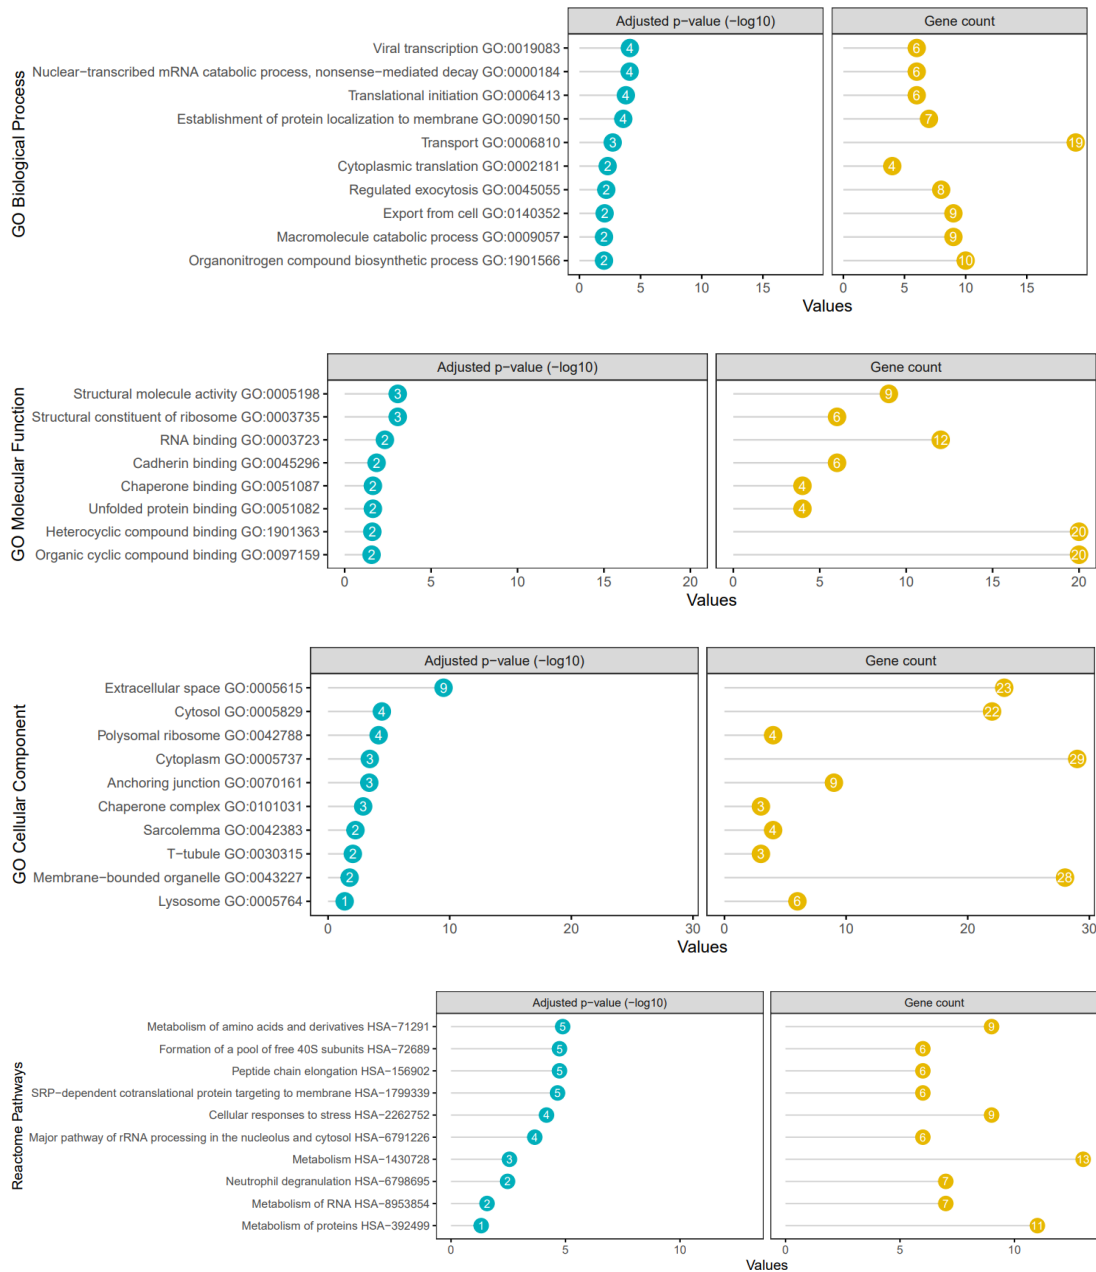 GO Biological Process
Adjusted p−value (−log10)
Gene count
Viral transcription GO:0019083 4 6
Nuclear−transcribed mRNA catabolic process, nonsense−mediated decay GO:0000184 4 6
Translational initiation GO:0006413 4 6
Establishment of protein localization to membrane GO:0090150 4 7
Transport GO:0006810 3 19
Cytoplasmic translation GO:0002181 2 4
Regulated exocytosis GO:0045055 2 8
Export from cell GO:0140352 2 9
Macromolecule catabolic process GO:0009057 2 9
Organonitrogen compound biosynthetic process GO:1901566 2 10
0 5 10 15 0 5 10 15
Values
GO Molecular Function
Adjusted p−value (−log10)
Gene count
Structural molecule activity GO:0005198 3 9
Structural constituent of ribosome GO:0003735 3 6
RNA binding GO:0003723 2 12
Cadherin binding GO:0045296 2 6
Chaperone binding GO:0051087 2 4
Unfolded protein binding GO:0051082 2 4
Heterocyclic compound binding GO:1901363 2 20
Organic cyclic compound binding GO:0097159 2 20
0 5 10 15 20 0 5 10 15 20
Values
GO Cellular Component
Adjusted p−value (−log10)
Gene count
Extracellular space GO:0005615 9 23
Cytosol GO:0005829 4 22
Polysomal ribosome GO:0042788 4 4
Cytoplasm GO:0005737 3 29
Anchoring junction GO:0070161 3 9
Chaperone complex GO:0101031 3 3
Sarcolemma GO:0042383 2 4
T−tubule GO:0030315 2 3
Membrane−bounded organelle GO:0043227 2 28
Lysosome GO:0005764 1 6
0 10 20 30 0 10 20 30
Values
Reactome Pathways
Adjusted p−value (−log10)
Gene count
Metabolism of amino acids and derivatives HSA−71291 5 9
Formation of a pool of free 40S subunits HSA−72689 5 6
Peptide chain elongation HSA−156902 5 6
SRP−dependent cotranslational protein targeting to membrane HSA−1799339 5 6
Cellular responses to stress HSA−2262752 4 9
Major pathway of rRNA processing in the nucleolus and cytosol HSA−6791226 4 6
Metabolism HSA−1430728 3 13
Neutrophil degranulation HSA−6798695 2 7
Metabolism of RNA HSA−8953854 2 7
Metabolism of proteins HSA−392499 1 11
0 5 10 0 5 10
Values